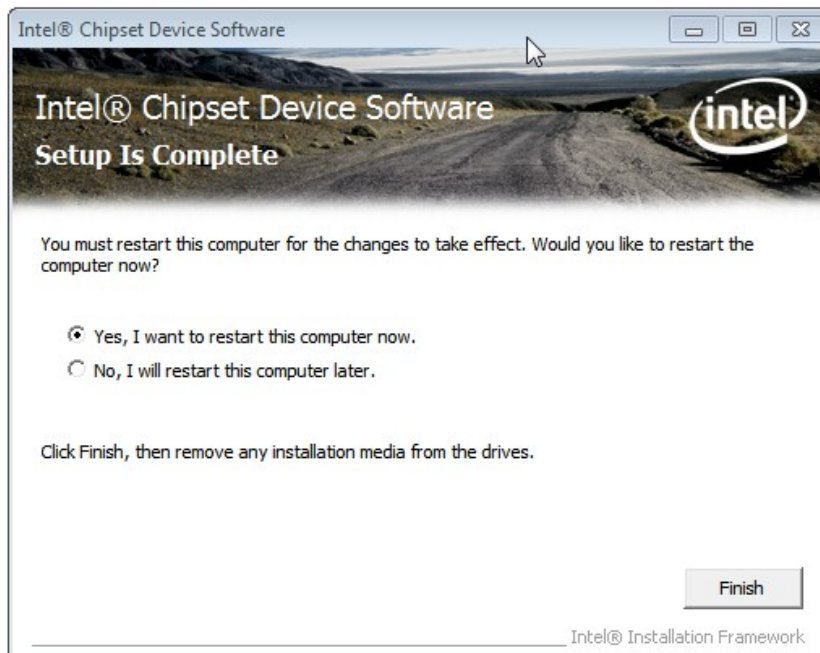 Intel® Chipset Device Software
Intel® Chipset Device Software
intel
Setup Is Complete
You must restart this computer for the changes to take effect. Would you like to restart the
computer now?
Yes, I want to restart this computer now.
No, I will restart this computer later.
Click Finish, then remove any installation media from the drives.
Finish
Intel® Installation Framework